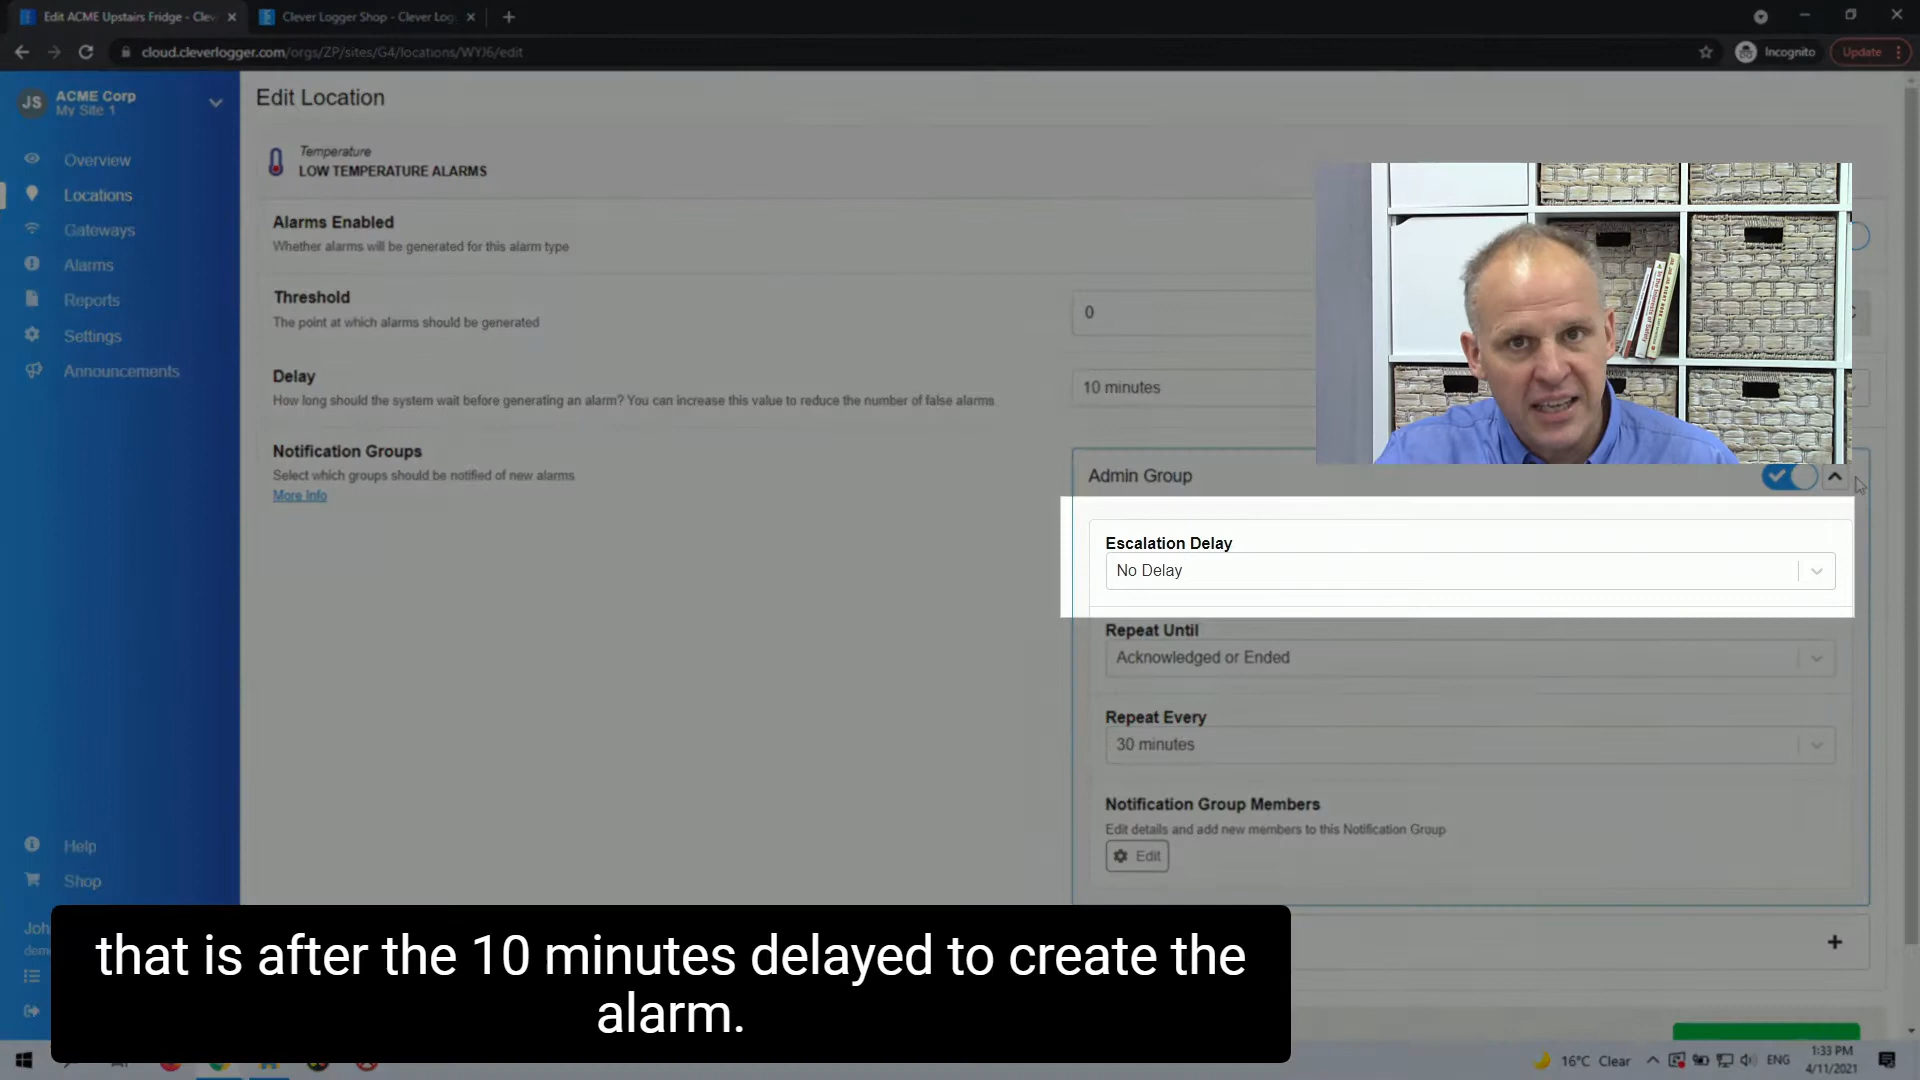 Edit ACME Upstairs Fridge - Clev
Clever Logger Shop - Clever Log
cloud.cleverlogger.com/orgs/ZP/sites/G4/locations/WYJ6/edit
Incognito
Update
JS
ACME Corp
My Site 1
Overview
Locations
Gateways
Alarms
Reports
Settings
Announcements
Help
Shop
Joh
dem
Edit Location
Temperature
LOW TEMPERATURE ALARMS
Alarms Enabled
Whether alarms will be generated for this alarm type
Threshold
The point at which alarms should be generated
0
Delay
How long should the system wait before generating an alarm? You can increase this value to reduce the number of false alarms
10 minutes
Notification Groups
Select which groups should be notified of new alarms
More Info
Admin Group
Escalation Delay
No Delay
Repeat Until
Acknowledged or Ended
Repeat Every
30 minutes
Notification Group Members
Edit details and add new members to this Notification Group
Edit
that is after the 10 minutes delayed to create the
alarm.
16°C Clear
ENG
1:33 PM
4/11/2021